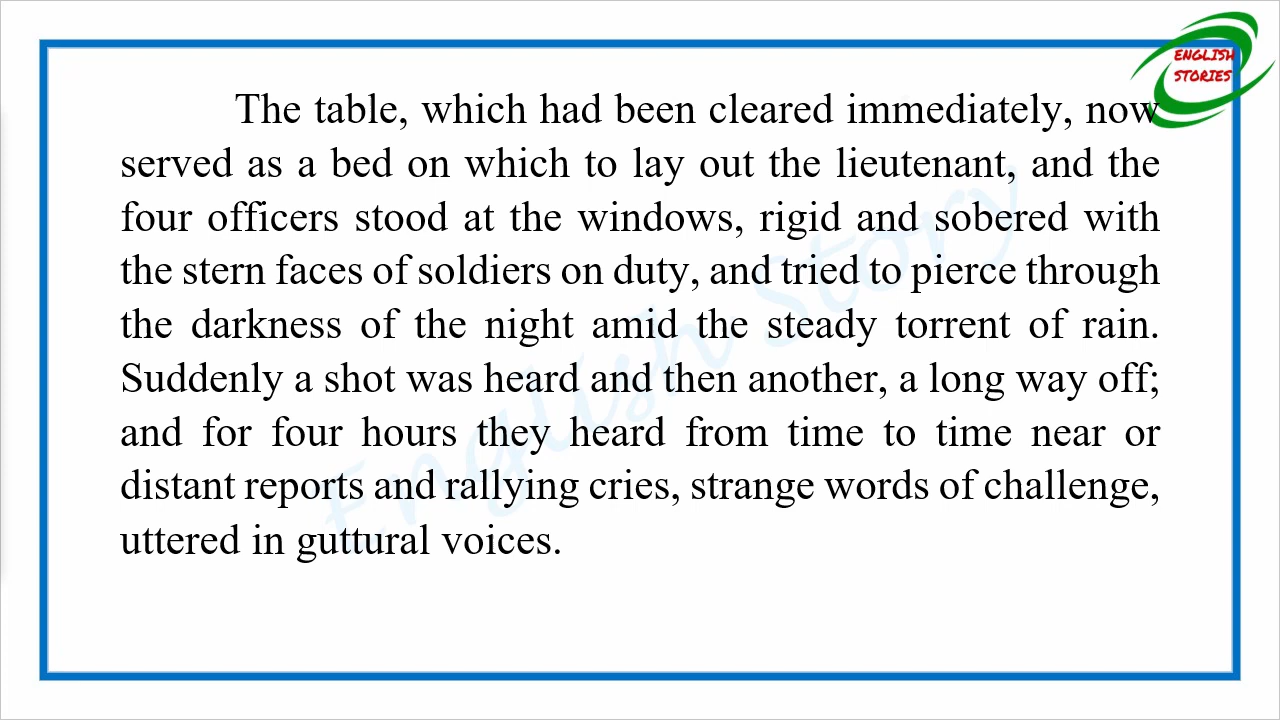 ENGLISH
STORIES
The table, which had been cleared immediately, now
served as a bed on which to lay out the lieutenant, and the
four officers stood at the windows, rigid and sobered with
the stern faces of soldiers on duty, and tried to pierce through
the darkness of the night amid the steady torrent of rain.
Suddenly a shot was heard and then another, a long way off;
and for four hours they heard from time to time near or
distant reports and rallying cries, strange words of challenge,
uttered in guttural voices.
English Story